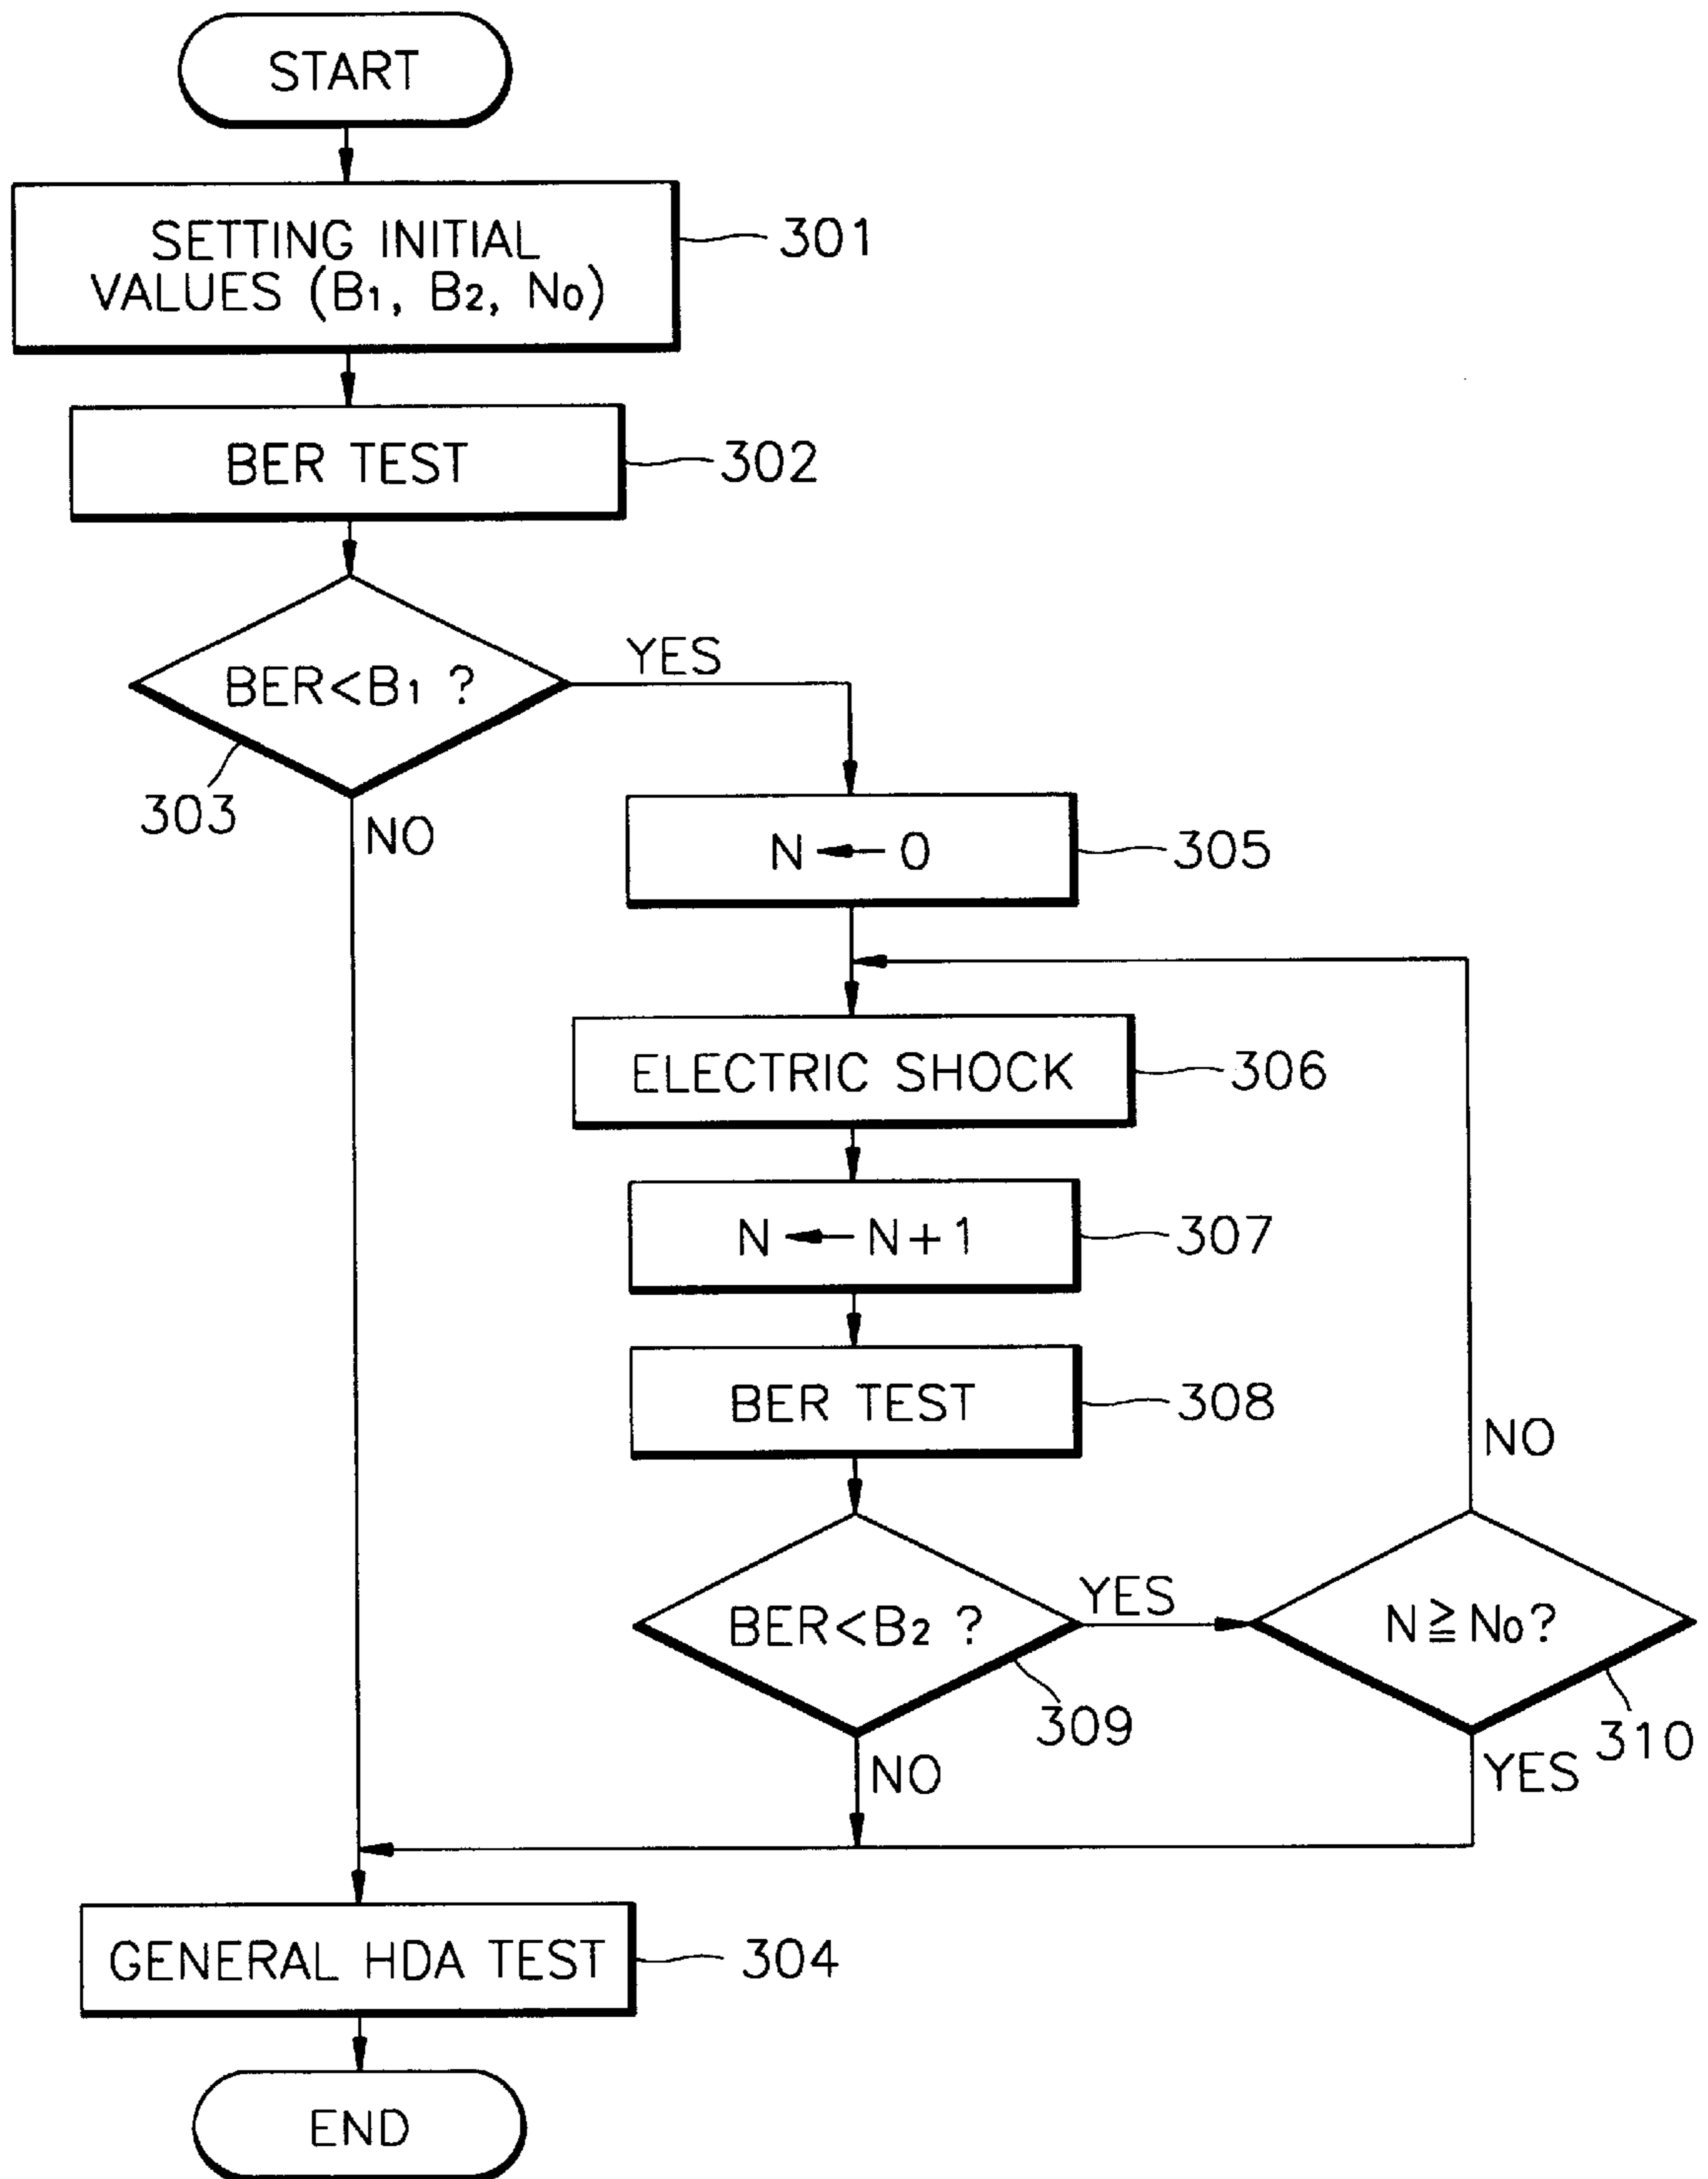 START
SETTING INITIAL
VALUES (B1, B2, N0)
301
BER TEST
302
BER<B1 ?
YES
303
NO
N ← 0
305
ELECTRIC SHOCK
306
N ← N+1
307
BER TEST
308
NO
BER<B2 ?
YES
N ≧ N0?
309
310
NO
YES
GENERAL HDA TEST
304
END